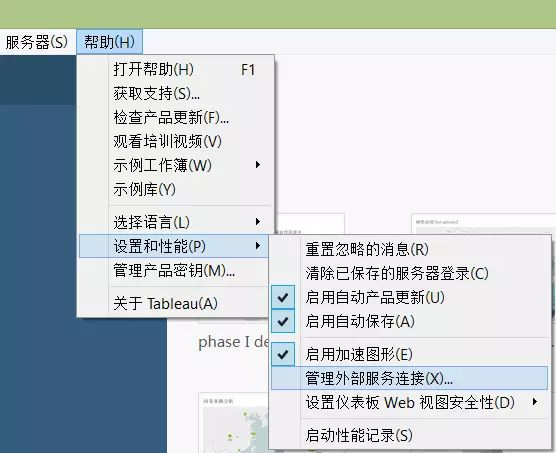 服务器(S) 帮助(H)
打开帮助(H) F1
获取支持(S)...
检查产品更新(F)...
观看培训视频(V)
示例工作簿(W)
示例库(Y)
选择语言(L)
设置和性能(P)
管理产品密钥(M)...
关于 Tableau(A)
重置忽略的消息(R)
清除已保存的服务器登录(C)
启用自动产品更新(U)
启用自动保存(A)
启用加速图形(E)
管理外部服务连接(X)...
设置仪表板 Web 视图安全性(D)
启动性能记录(S)
phase I de